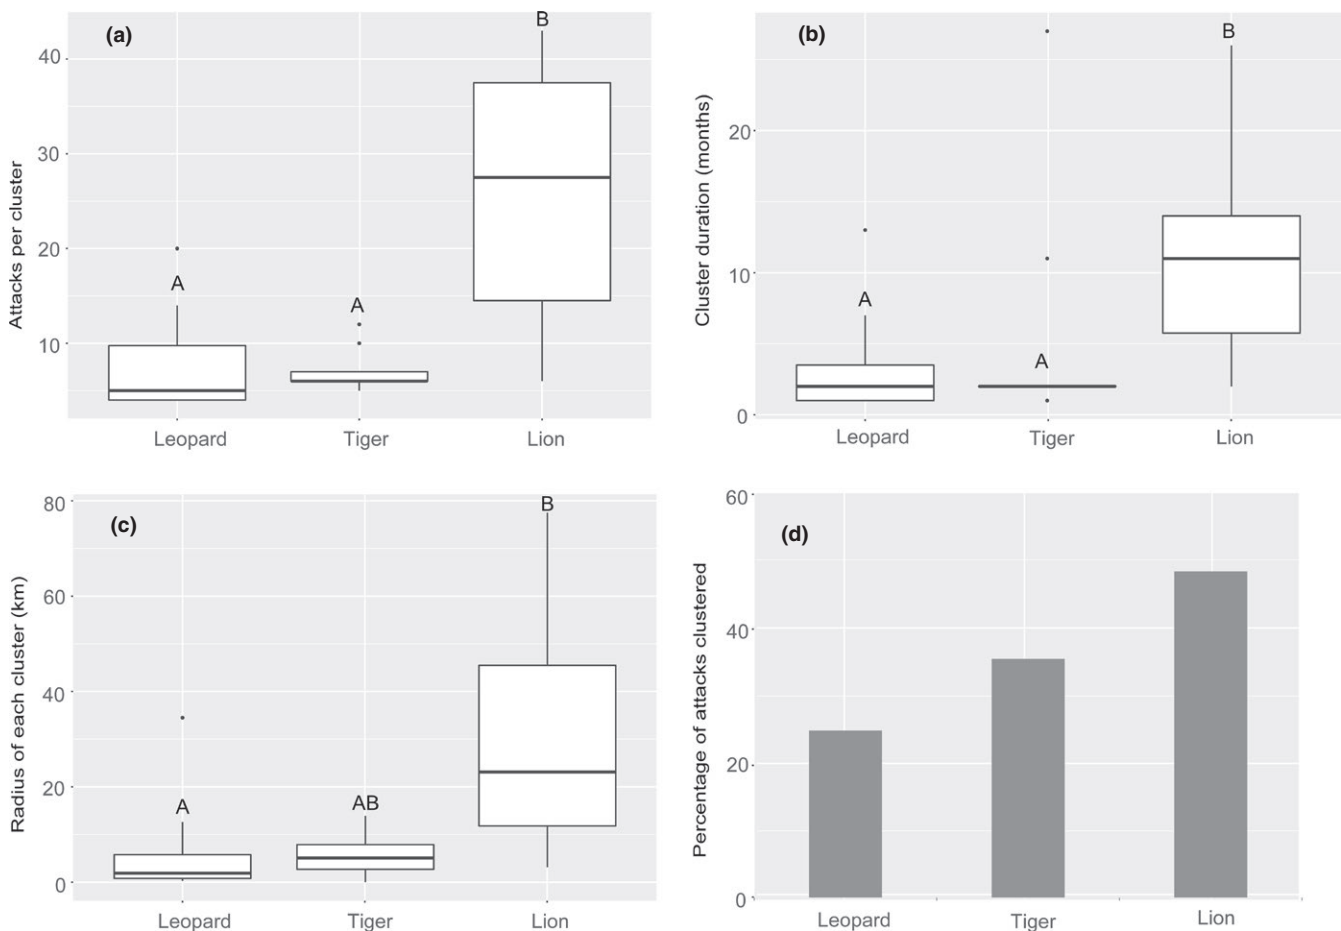 (a)
B
A
A
Attacks per cluster
40
30
20
10
Leopard
Tiger
Lion
(b)
B
A
A
Cluster duration (months)
20
10
0
Leopard
Tiger
Lion
(c)
B
A
AB
Radius of each cluster (km)
80
60
40
20
0
Leopard
Tiger
Lion
(d)
Percentage of attacks clustered
60
40
20
0
Leopard
Tiger
Lion